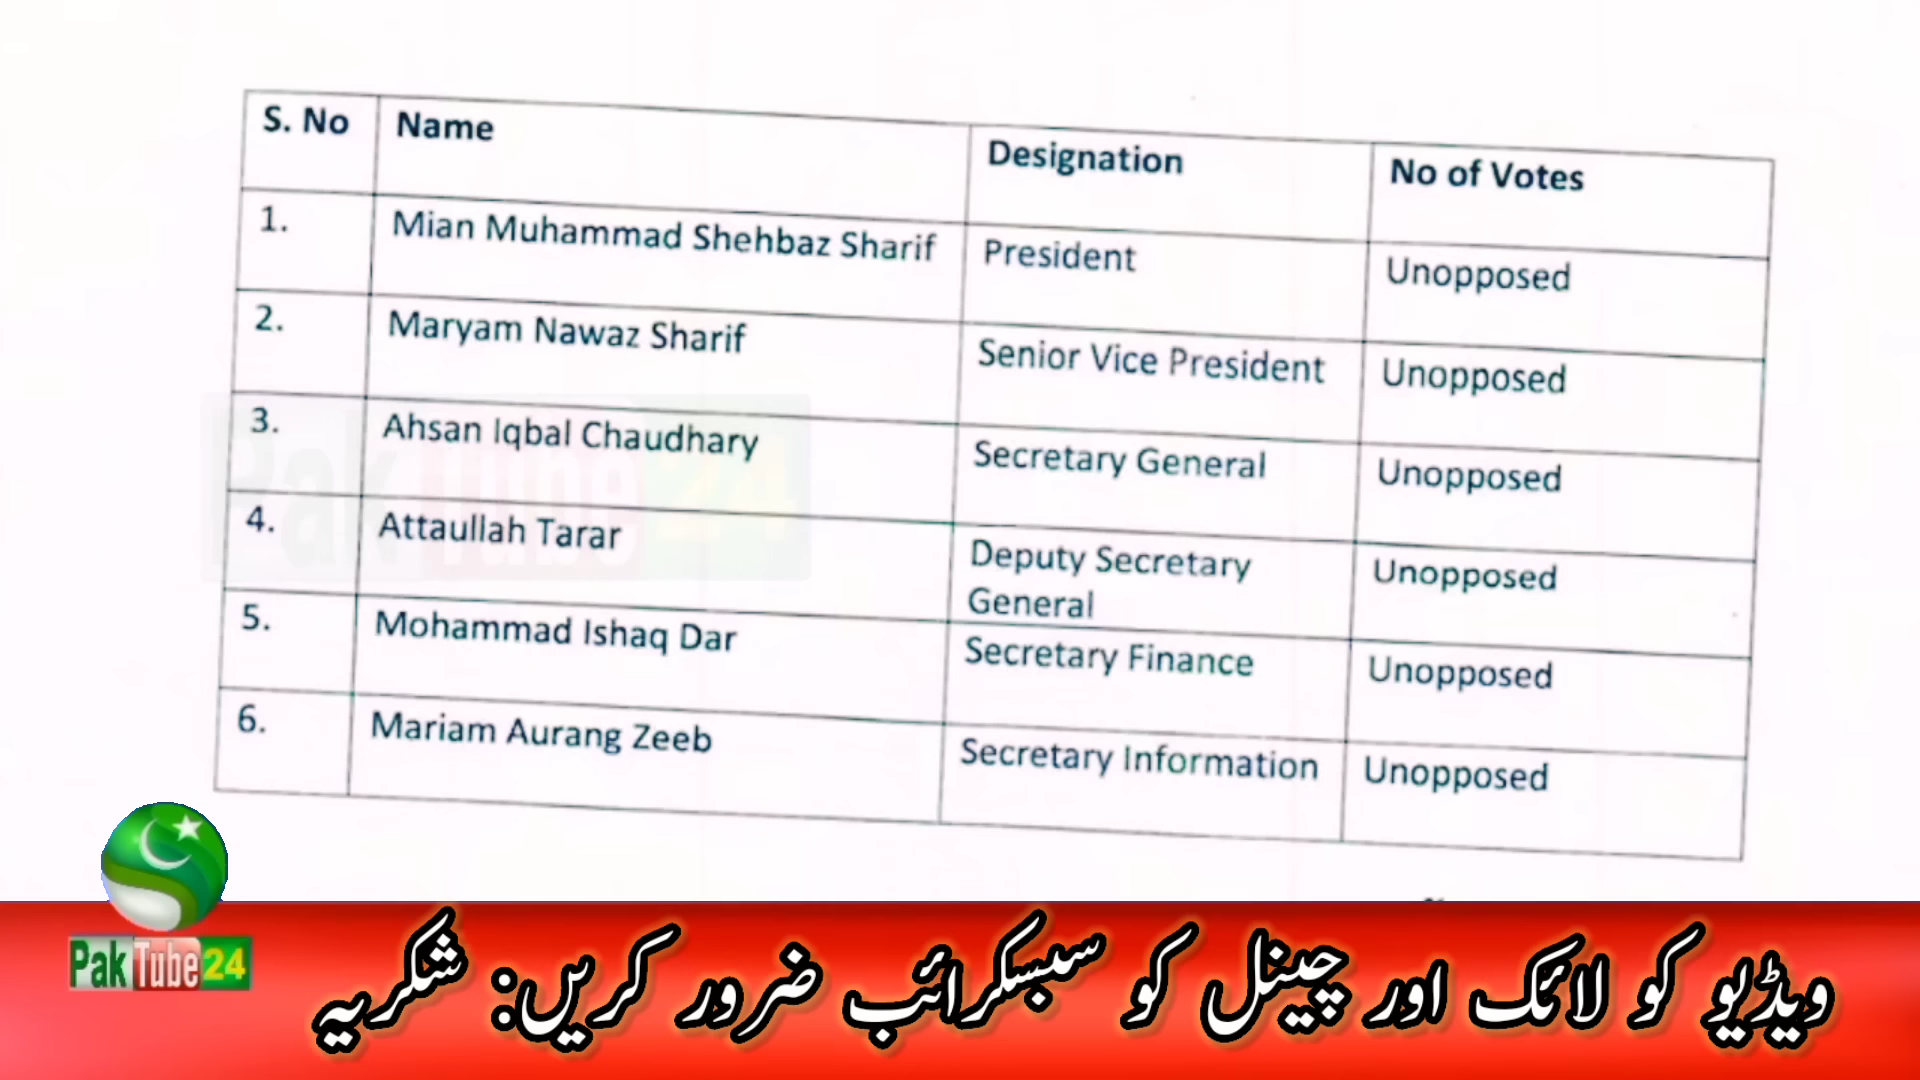 S. No Name Designation No of Votes
1. Mian Muhammad Shehbaz Sharif President Unopposed
2. Maryam Nawaz Sharif Senior Vice President Unopposed
3. Ahsan Iqbal Chaudhary Secretary General Unopposed
4. Attaullah Tarar Deputy Secretary General Unopposed
5. Mohammad Ishaq Dar Secretary Finance Unopposed
6. Mariam Aurang Zeeb Secretary Information Unopposed
PakTube24
PakTube24
ویڈیو کو لائک اور چینل کو سبسکرائب ضرور کریں: شکریہ